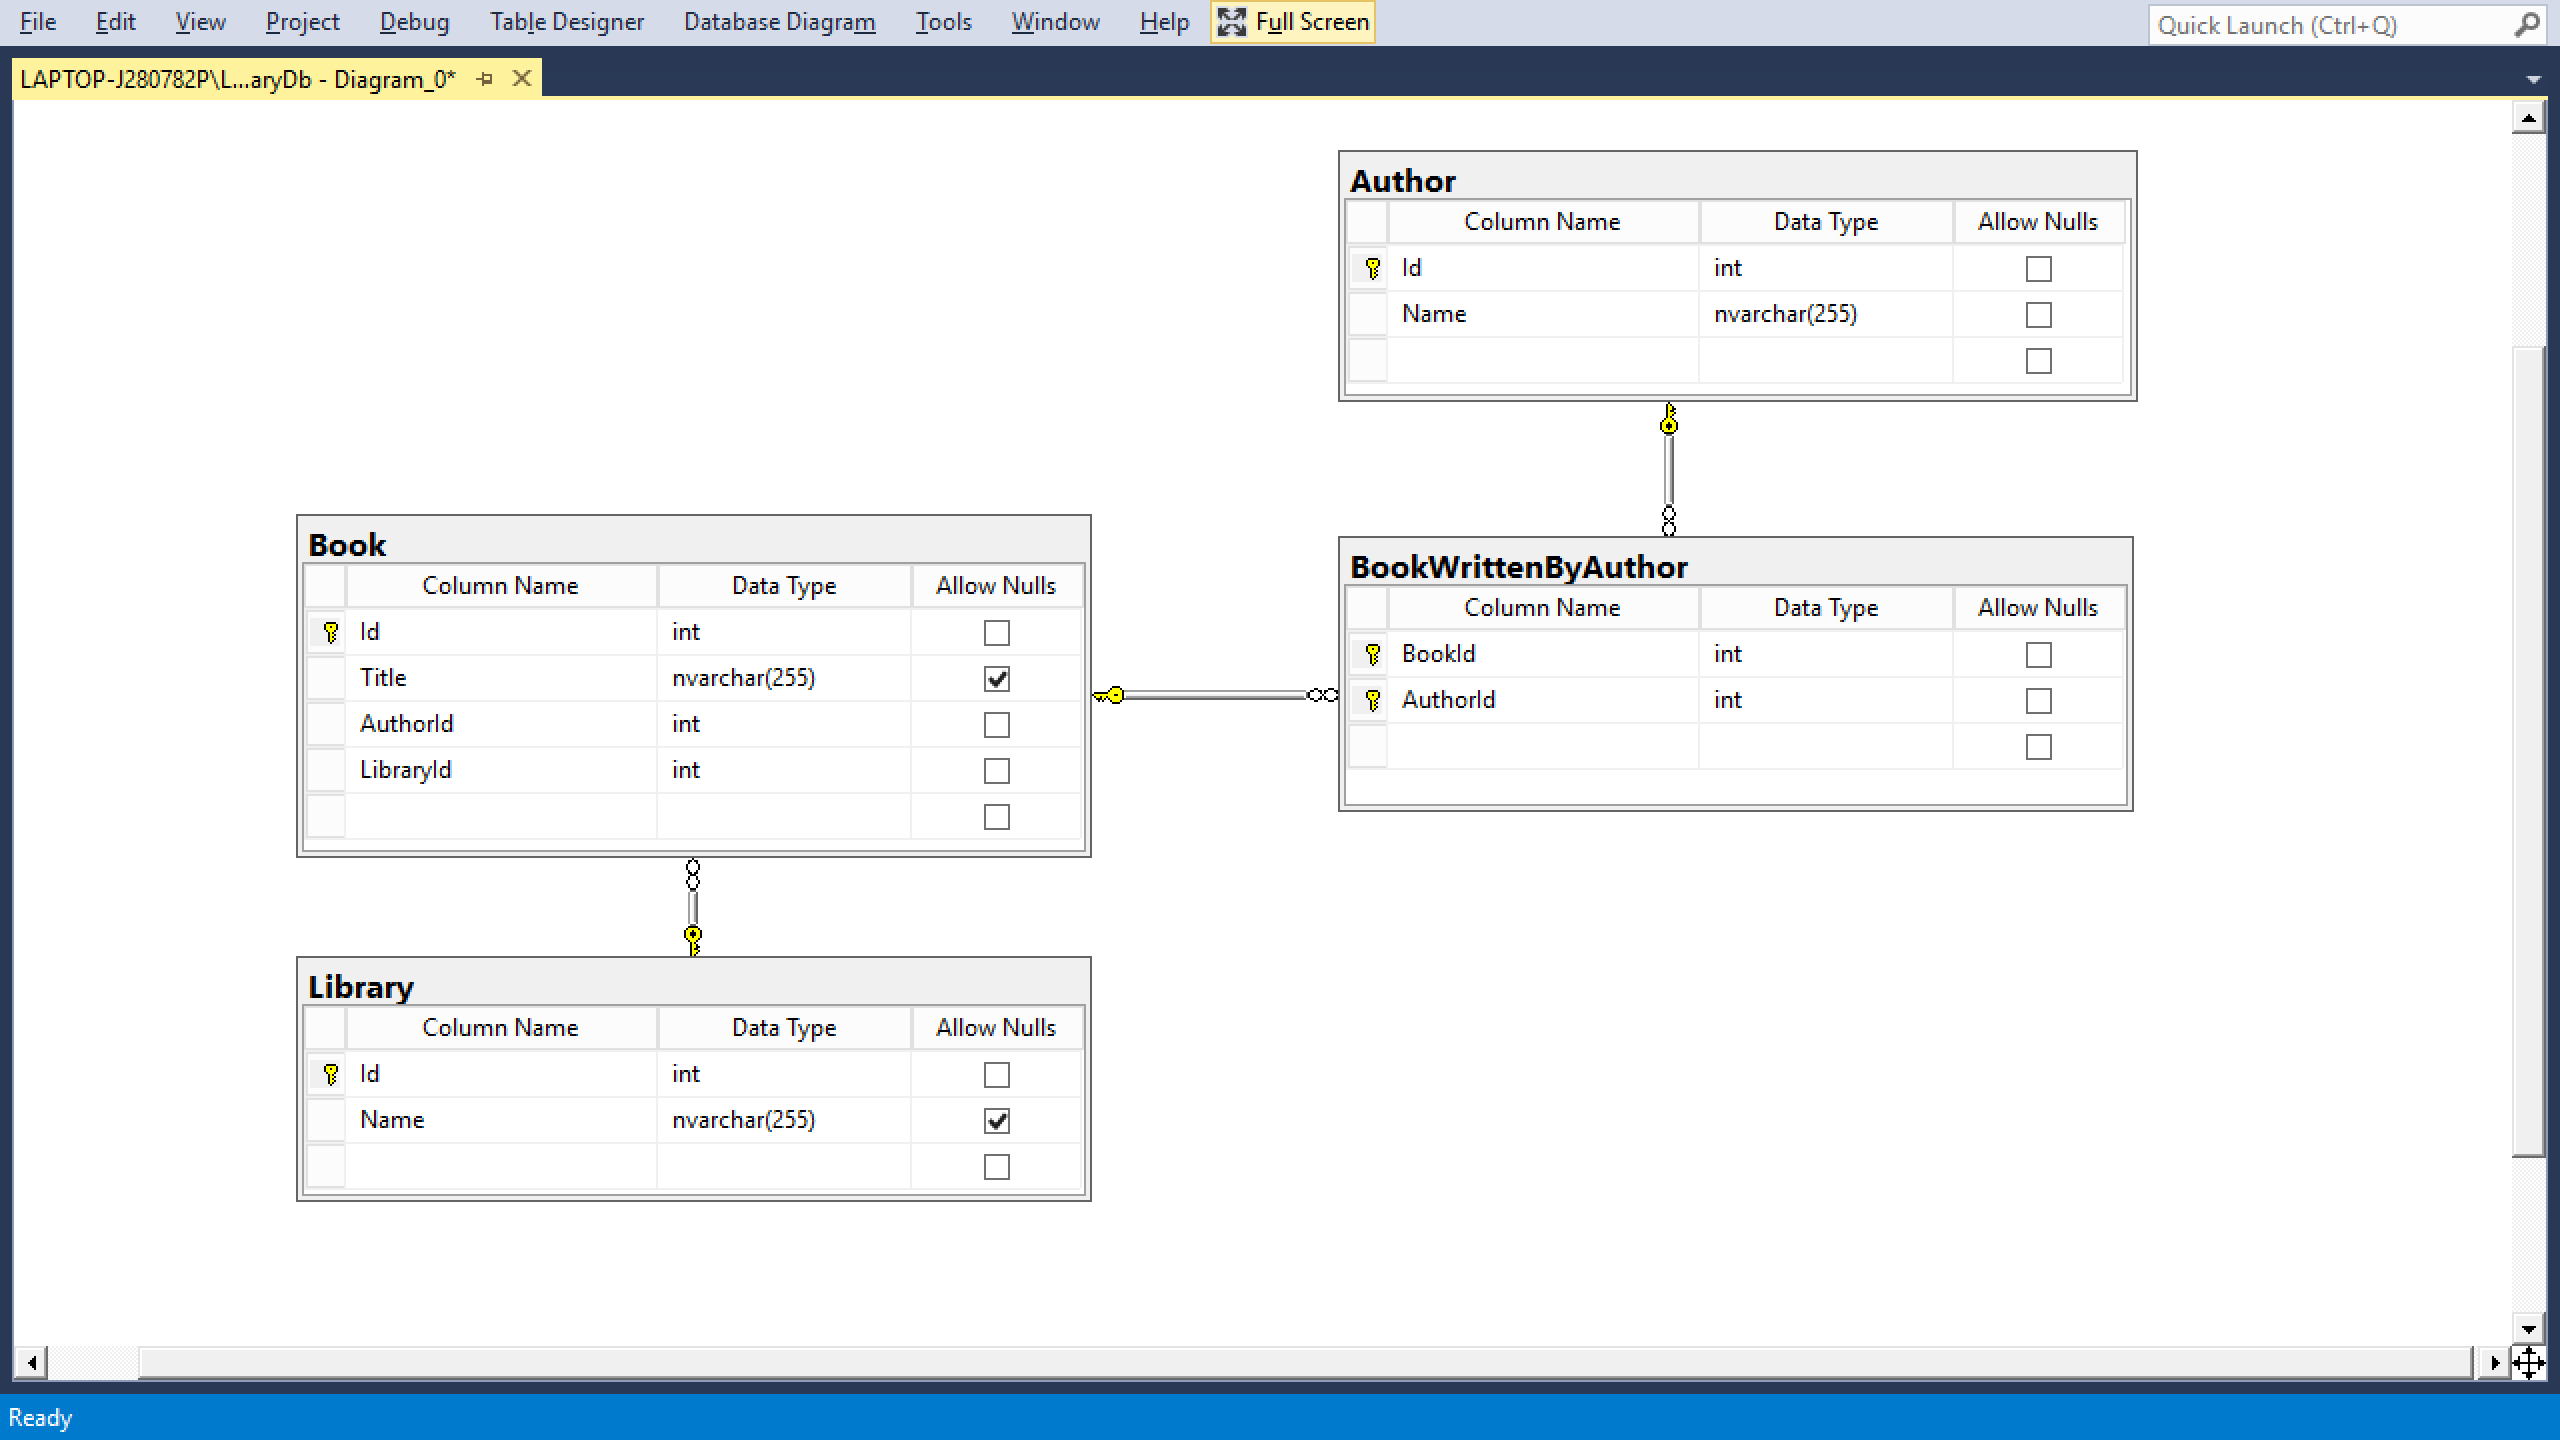 File Edit View Project Debug Table Designer Database Diagram Tools Window Help Full Screen Quick Launch (Ctrl+Q)
LAPTOP-J280782P\L...aryDb - Diagram_0*
Author
Column Name Data Type Allow Nulls
Id int
Name nvarchar(255)
Book
Column Name Data Type Allow Nulls
Id int
Title nvarchar(255)
AuthorId int
LibraryId int
BookWrittenByAuthor
Column Name Data Type Allow Nulls
BookId int
AuthorId int
Library
Column Name Data Type Allow Nulls
Id int
Name nvarchar(255)
Ready